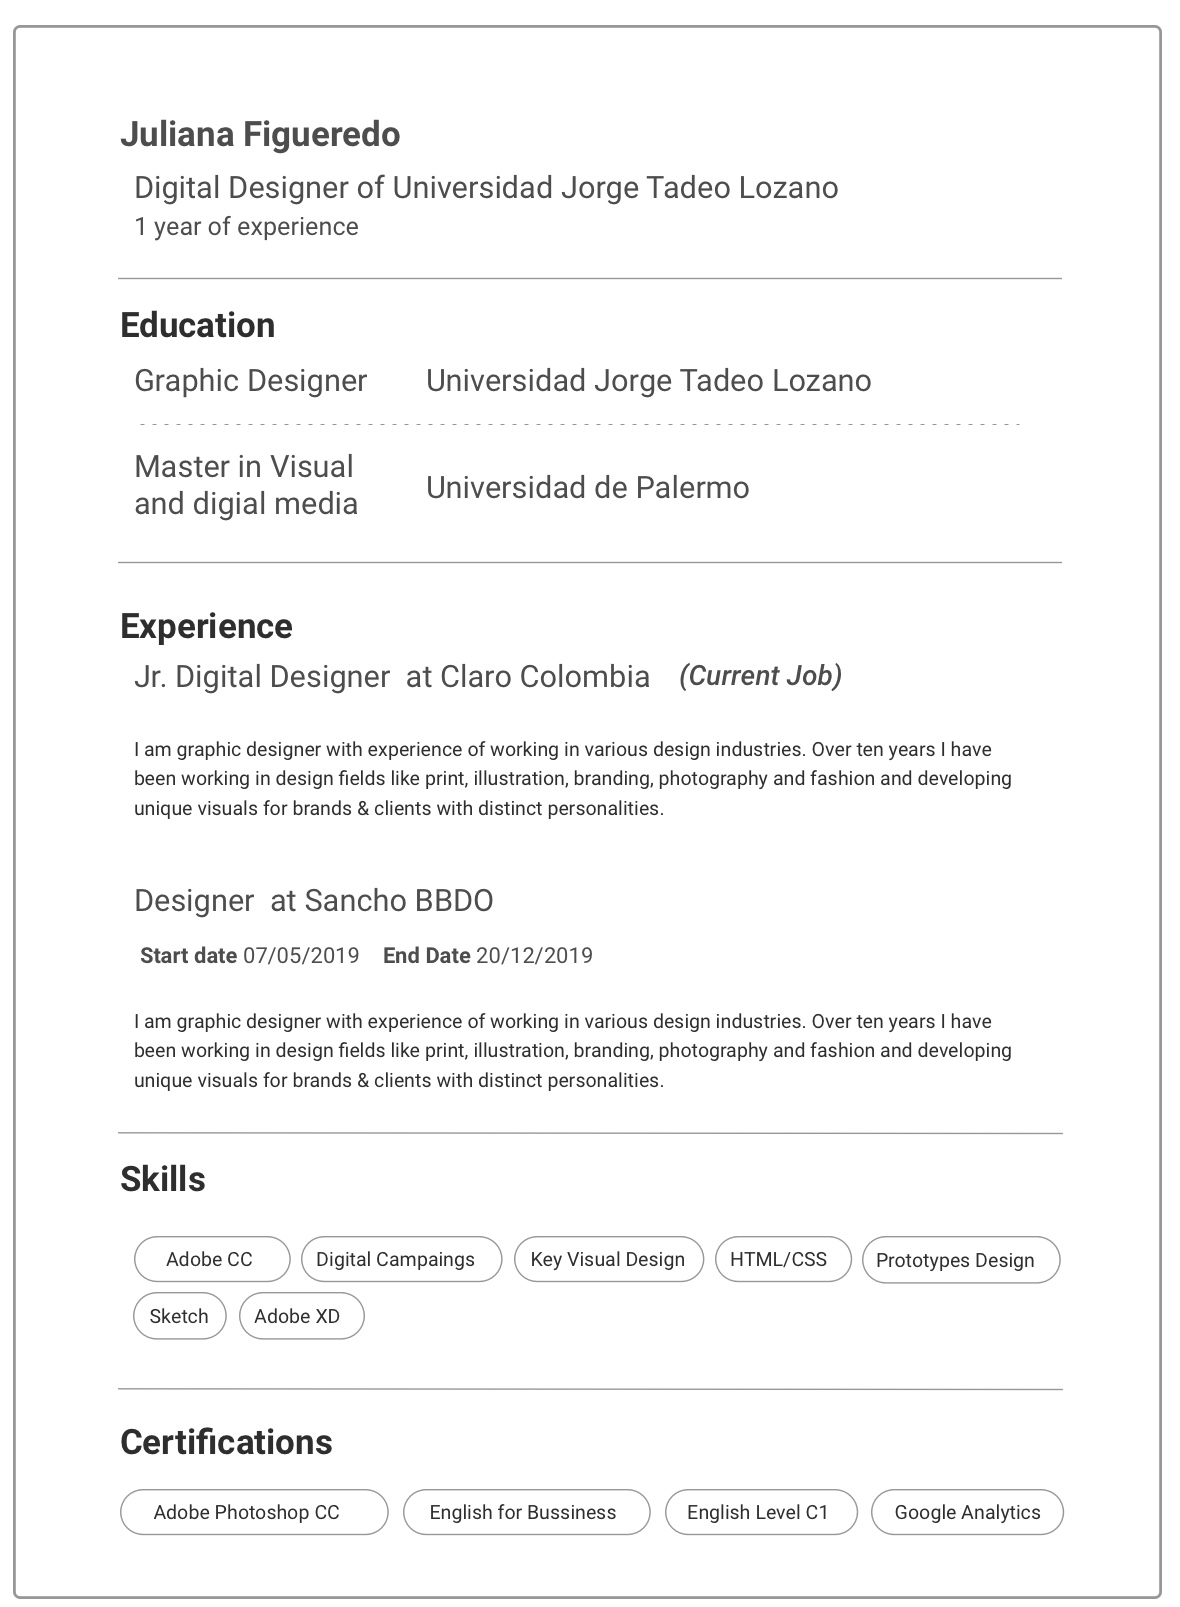 Juliana Figueredo
Digital Designer of Universidad Jorge Tadeo Lozano
1 year of experience
Education
Graphic Designer Universidad Jorge Tadeo Lozano
Master in Visual
and digial media
Universidad de Palermo
Experience
Jr. Digital Designer at Claro Colombia (Current Job)
I am graphic designer with experience of working in various design industries. Over ten years I have
been working in design fields like print, illustration, branding, photography and fashion and developing
unique visuals for brands & clients with distinct personalities.
Designer at Sancho BBDO
Start date 07/05/2019 End Date 20/12/2019
I am graphic designer with experience of working in various design industries. Over ten years I have
been working in design fields like print, illustration, branding, photography and fashion and developing
unique visuals for brands & clients with distinct personalities.
Skills
Adobe CC Digital Campaings Key Visual Design HTML/CSS Prototypes Design
Sketch Adobe XD
Certifications
Adobe Photoshop CC English for Bussiness English Level C1 Google Analytics